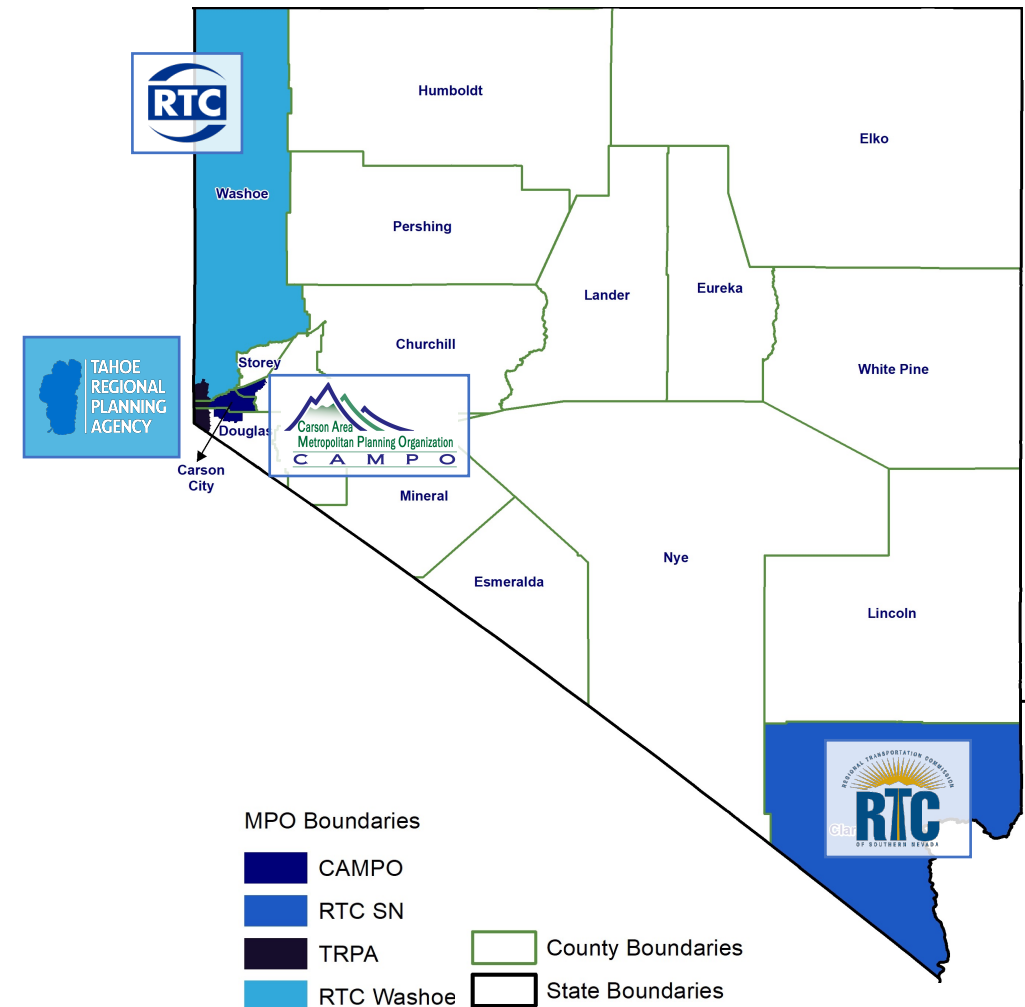 RTC
Humboldt
Elko
Washoe
Pershing
Lander
Eureka
Churchill
Storey
White Pine
TAHOE
REGIONAL
PLANNING
AGENCY
Carson Area
Metropolitan Planning Organization
CAMPO
Douglas
Carson
City
Mineral
Nye
Esmeralda
Lincoln
REGIONAL TRANSPORTATION COMMISSION
RTC
OF SOUTHERN NEVADA
MPO Boundaries
CAMPO
RTC SN
TRPA
RTC Washoe
County Boundaries
State Boundaries